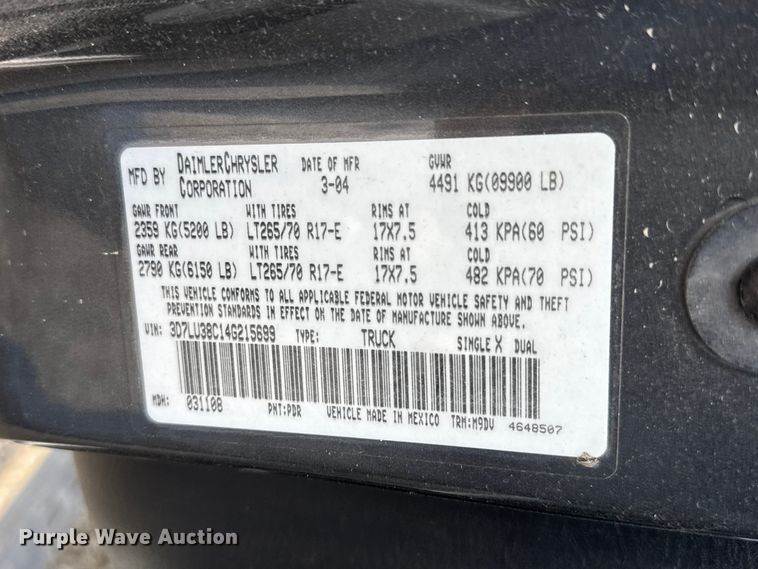 MFD BY DAIMLERCHRYSLER CORPORATION DATE OF MFR 3-04 GVWR 4491 KG(09900 LB)
GAWR FRONT WITH TIRES RIMS AT COLD
2359 KG(5200 LB) LT265/70 R17-E 17X7.5 413 KPA(60 PSI)
GAWR REAR WITH TIRES RIMS AT COLD
2790 KG(6150 LB) LT265/70 R17-E 17X7.5 482 KPA(70 PSI)
THIS VEHICLE CONFORMS TO ALL APPLICABLE FEDERAL MOTOR VEHICLE SAFETY AND THEFT
PREVENTION STANDARDS IN EFFECT ON THE DATE OF MANUFACTURE SHOWN ABOVE.
VIN: 3D7LU38C14G215699 TYPE: TRUCK SINGLE X DUAL
MDH: 031108 PNT:PDR VEHICLE MADE IN MEXICO TRM:M9DV 4648507
Purple Wave Auction